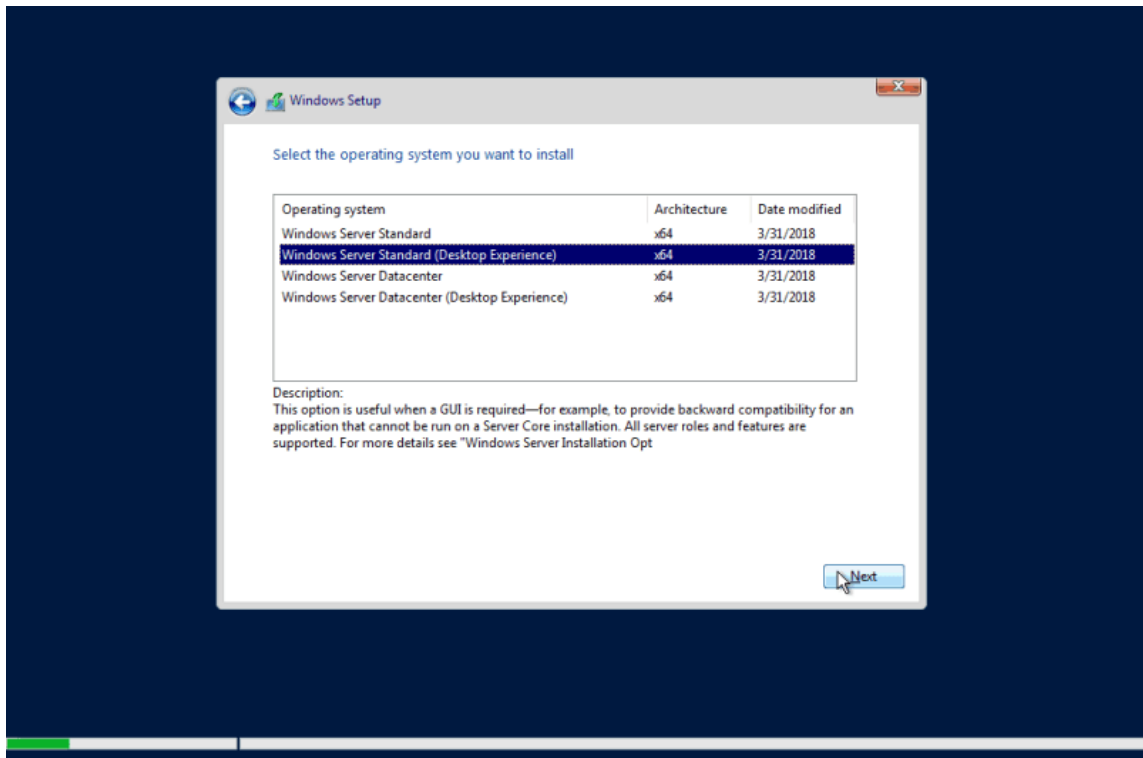 Windows Setup
Select the operating system you want to install
Operating system Architecture Date modified
Windows Server Standard x64 3/31/2018
Windows Server Standard (Desktop Experience) x64 3/31/2018
Windows Server Datacenter x64 3/31/2018
Windows Server Datacenter (Desktop Experience) x64 3/31/2018
Description:
This option is useful when a GUI is required—for example, to provide backward compatibility for an
application that cannot be run on a Server Core installation. All server roles and features are
supported. For more details see "Windows Server Installation Opt
Next